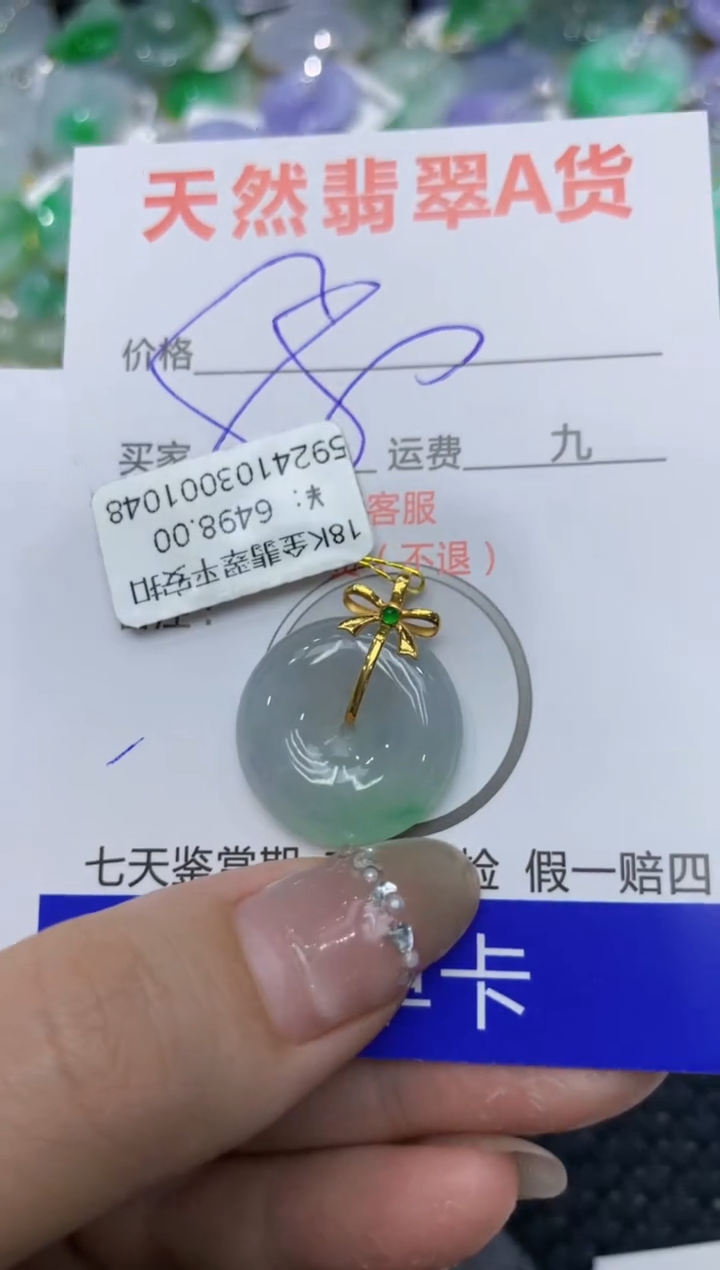 天然翡翠A货
价格
买家
运费 九
客服
（不退）
18K金翡翠平安扣
￥：6498.00
59241103001048
七天鉴赏期
检 假一赔四
卡